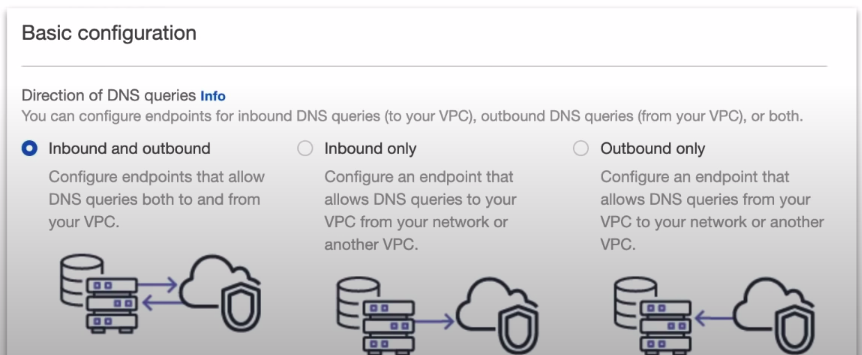 Basic configuration
Direction of DNS queries Info
You can configure endpoints for inbound DNS queries (to your VPC), outbound DNS queries (from your VPC), or both.
Inbound and outbound
Configure endpoints that allow
DNS queries both to and from
your VPC.
Inbound only
Configure an endpoint that
allows DNS queries to your
VPC from your network or
another VPC.
Outbound only
Configure an endpoint that
allows DNS queries from your
VPC to your network or another
VPC.